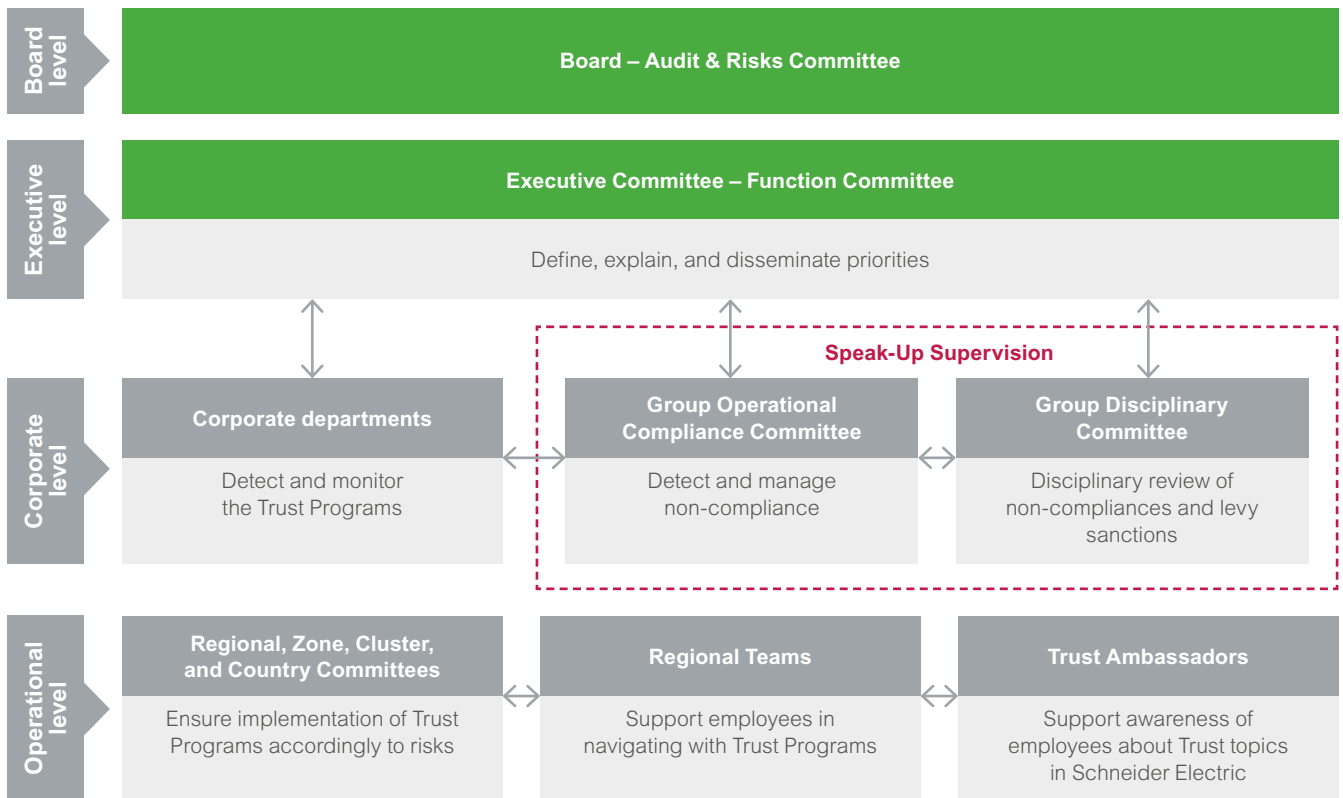 Board
level
Board – Audit & Risks Committee
Executive
level
Executive Committee – Function Committee
Define, explain, and disseminate priorities
Speak-Up Supervision
Corporate
level
Corporate departments
Detect and monitor
the Trust Programs
Group Operational
Compliance Committee
Detect and manage
non-compliance
Group Disciplinary
Committee
Disciplinary review of
non-compliances and levy
sanctions
Operational
level
Regional, Zone, Cluster,
and Country Committees
Ensure implementation of Trust
Programs accordingly to risks
Regional Teams
Support employees in
navigating with Trust Programs
Trust Ambassadors
Support awareness of
employees about Trust topics
in Schneider Electric